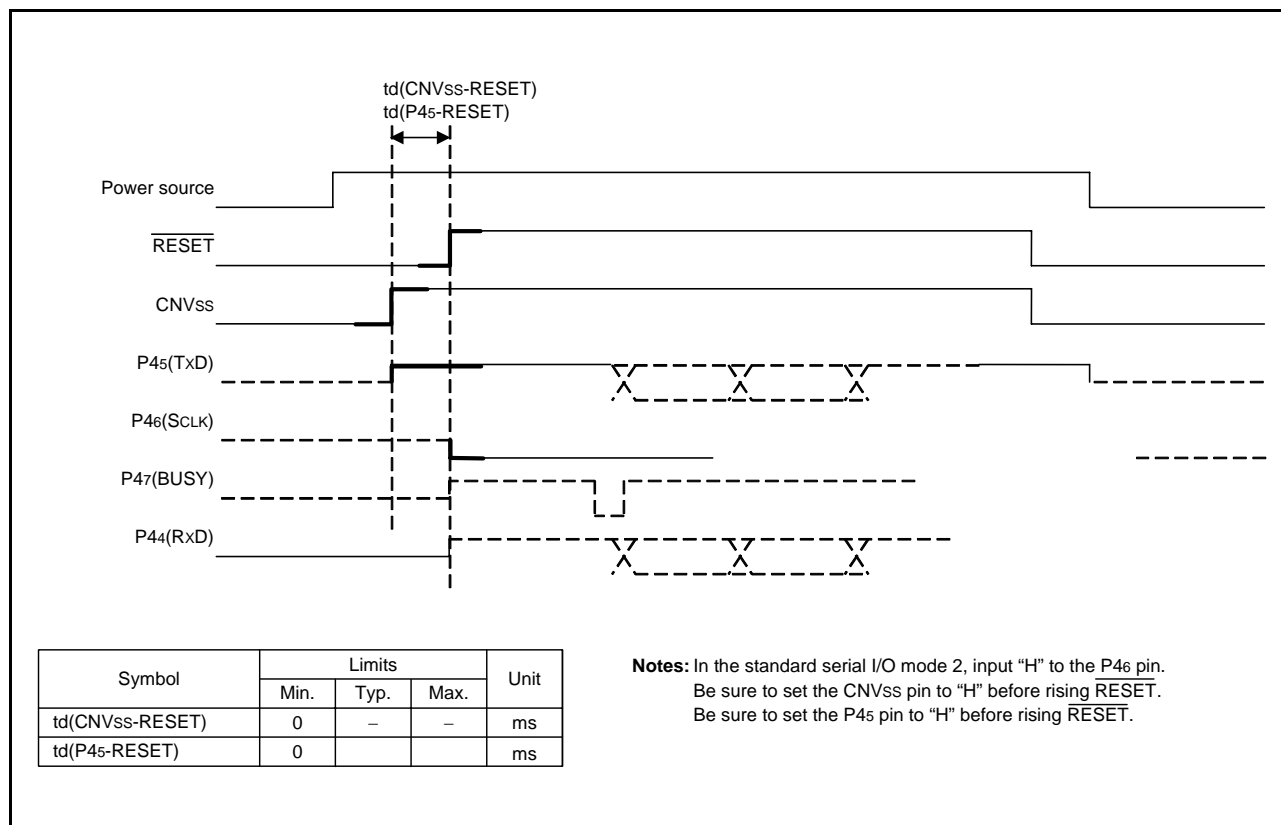 td(CNVss-RESET)
td(P45-RESET)
Power source
RESET
CNVss
P45(TxD)
P46(SCLK)
P47(BUSY)
P44(RxD)
Symbol Limits Unit
Min. Typ. Max.
td(CNVss-RESET) 0 – – ms
td(P45-RESET) 0 ms
Notes: In the standard serial I/O mode 2, input “H” to the P46 pin.
Be sure to set the CNVss pin to “H” before rising RESET.
Be sure to set the P45 pin to “H” before rising RESET.